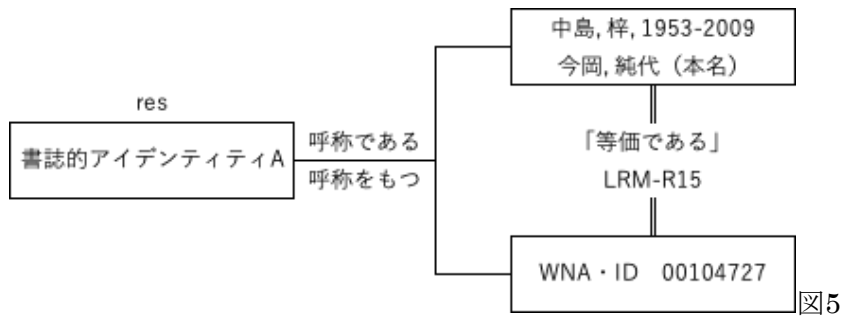 中島, 梓, 1953-2009
今岡, 純代（本名）
res
書誌的アイデンティティA
呼称である
呼称をもつ
「等価である」
LRM-R15
WNA・ID　00104727
図5